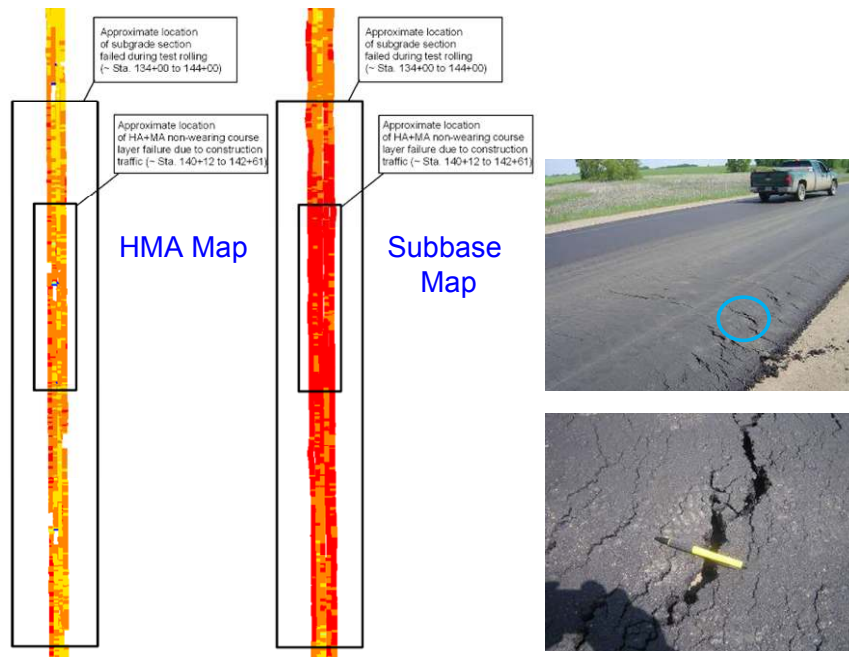 Approximate location
of subgrade section
failed during test rolling
(~ Sta. 134+00 to 144+00)
Approximate location
of HA+MA non-wearing course
layer failure due to construction
traffic (~ Sta. 140+12 to 142+61)
HMA Map
Approximate location
of subgrade section
failed during test rolling
(~ Sta. 134+00 to 144+00)
Approximate location
of HA+MA non-wearing course
layer failure due to construction
traffic (~ Sta. 140+12 to 142+61)
Subbase
Map